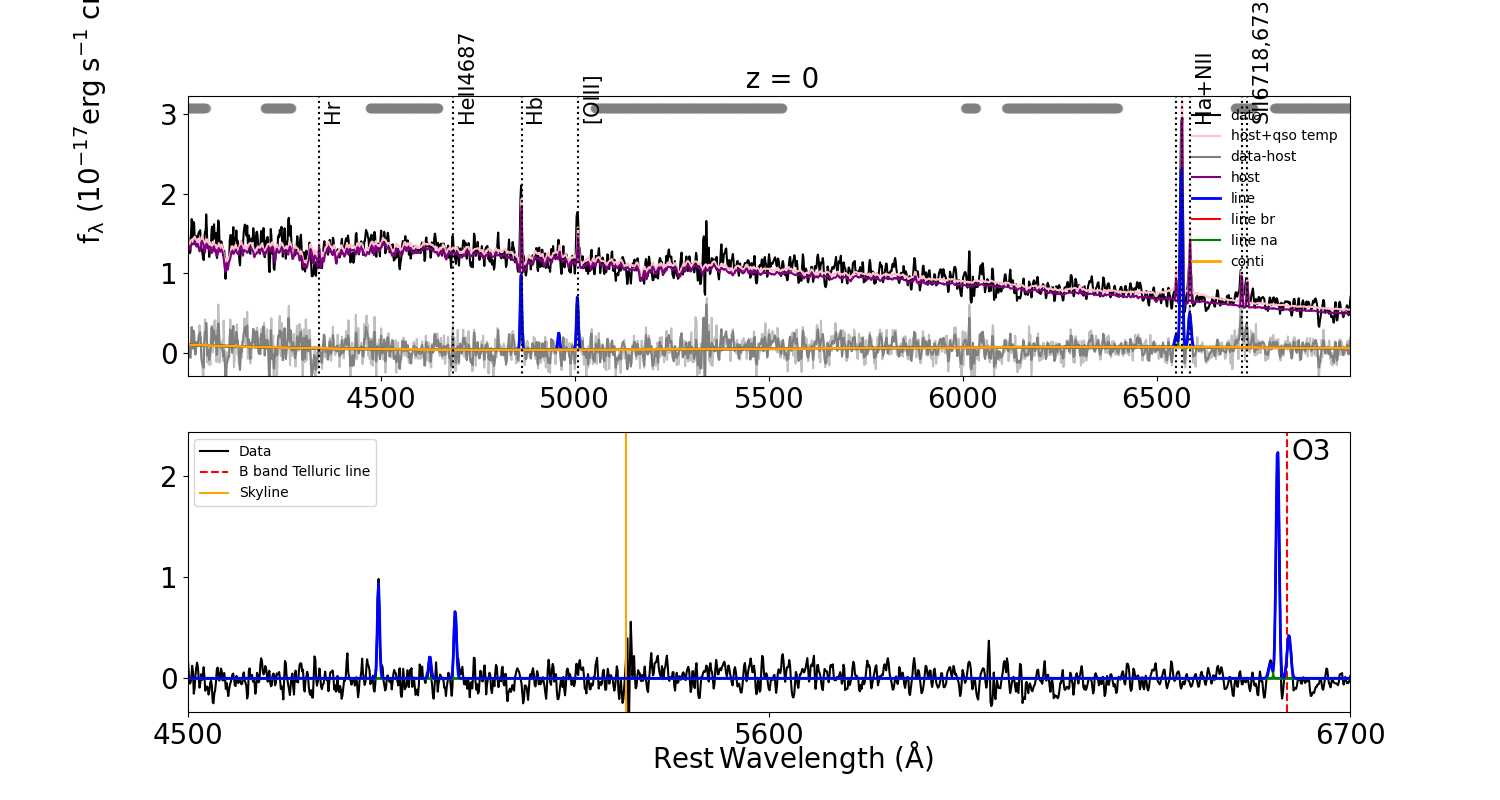 z = 0
f_λ (10^{-17}erg s^{-1}
Hr
HeII4687
Hb
[OIII]
Ha+NII
SII6718,673
3
2
1
0
data
host+qso temp
data-host
host
line
line br
line na
conti
4500
5000
5500
6000
6500
Data
B band Telluric line
Skyline
O3
2
1
0
4500
5600
6700
Rest Wavelength (Å)